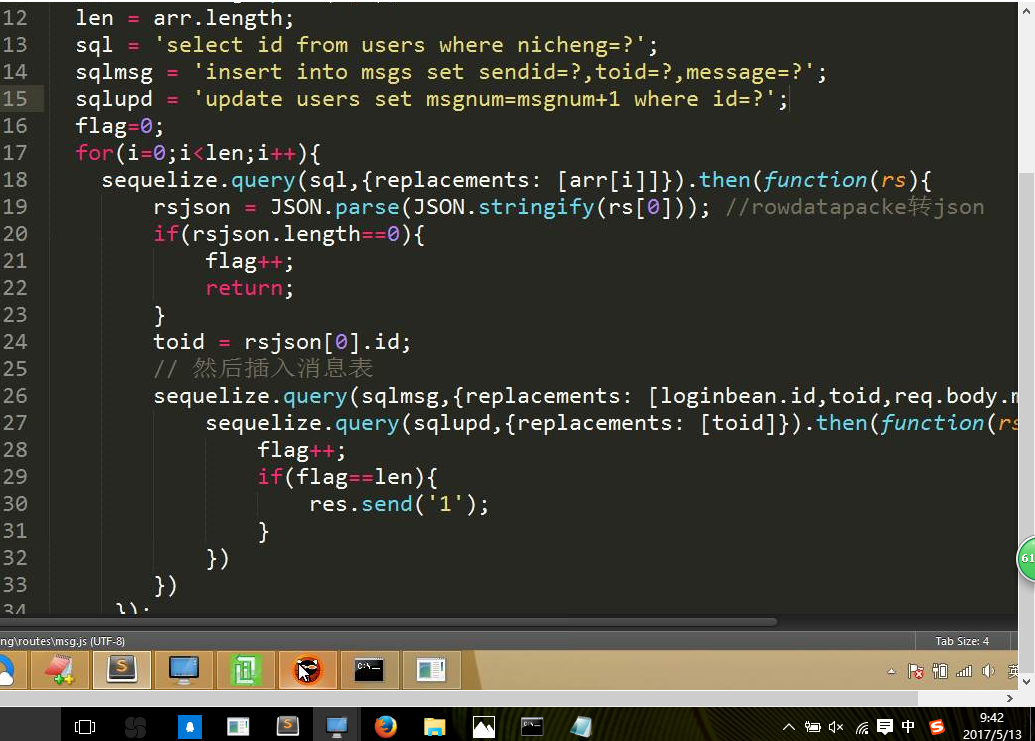 12 len = arr.length;
13 sql = 'select id from users where nicheng=?';
14 sqlmsg = 'insert into msgs set sendid=?,toid=?,message=?';
15 sqlupd = 'update users set msgnum=msgnum+1 where id=?';
16 flag=0;
17 for(i=0;i<len;i++){
18 sequelize.query(sql,{replacements: [arr[i]]}).then(function(rs){
19 rsjson = JSON.parse(JSON.stringify(rs[0])); //rowdatapacke转json
20 if(rsjson.length==0){
21 flag++;
22 return;
23 }
24 toid = rsjson[0].id;
25 // 然后插入消息表
26 sequelize.query(sqlmsg,{replacements: [loginbean.id,toid,req.body.m
27 sequelize.query(sqlupd,{replacements: [toid]}).then(function(rs
28 flag++;
29 if(flag==len){
30 res.send('1');
31 }
32 })
33 })
34 });
61
ng\routes\msg.js (UTF-8) Tab Size: 4
英
中
9:42
2017/5/13